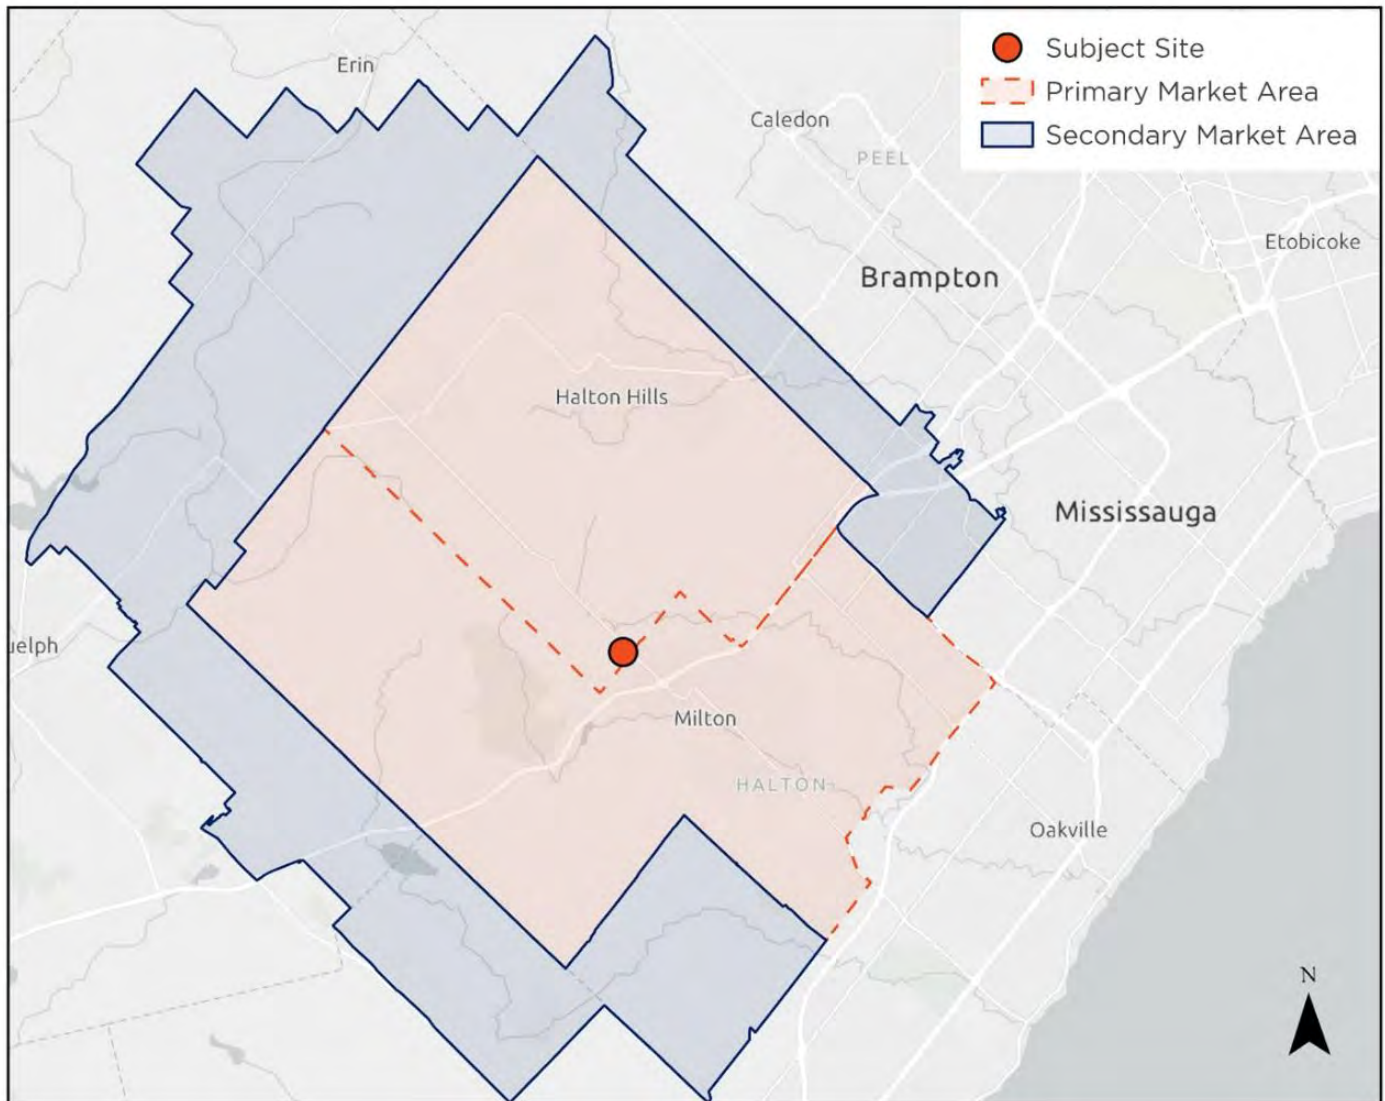 Subject Site
Primary Market Area
Secondary Market Area
Erin
Caledon
PEEL
Etobicoke
Brampton
Halton Hills
Mississauga
uelph
Milton
HALTON
Oakville
N